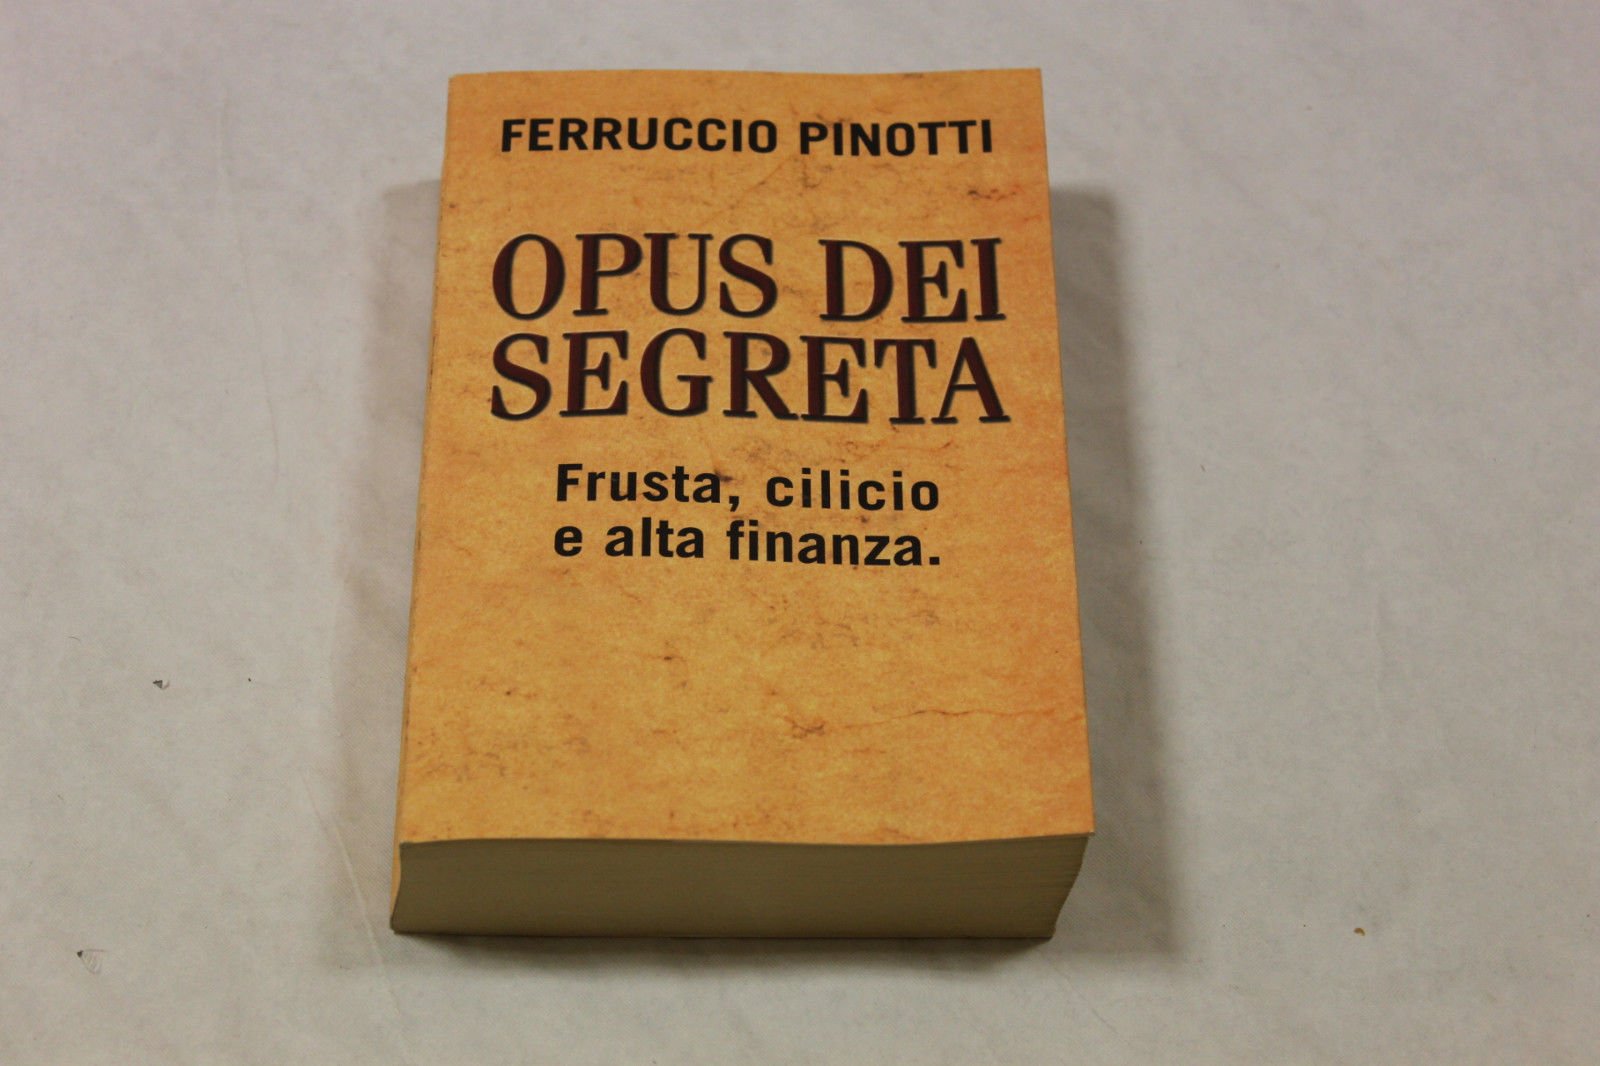 FERRUCCIO PINOTTI
OPUS DEI
SEGRETA
Frusta, cilicio
e alta finanza.